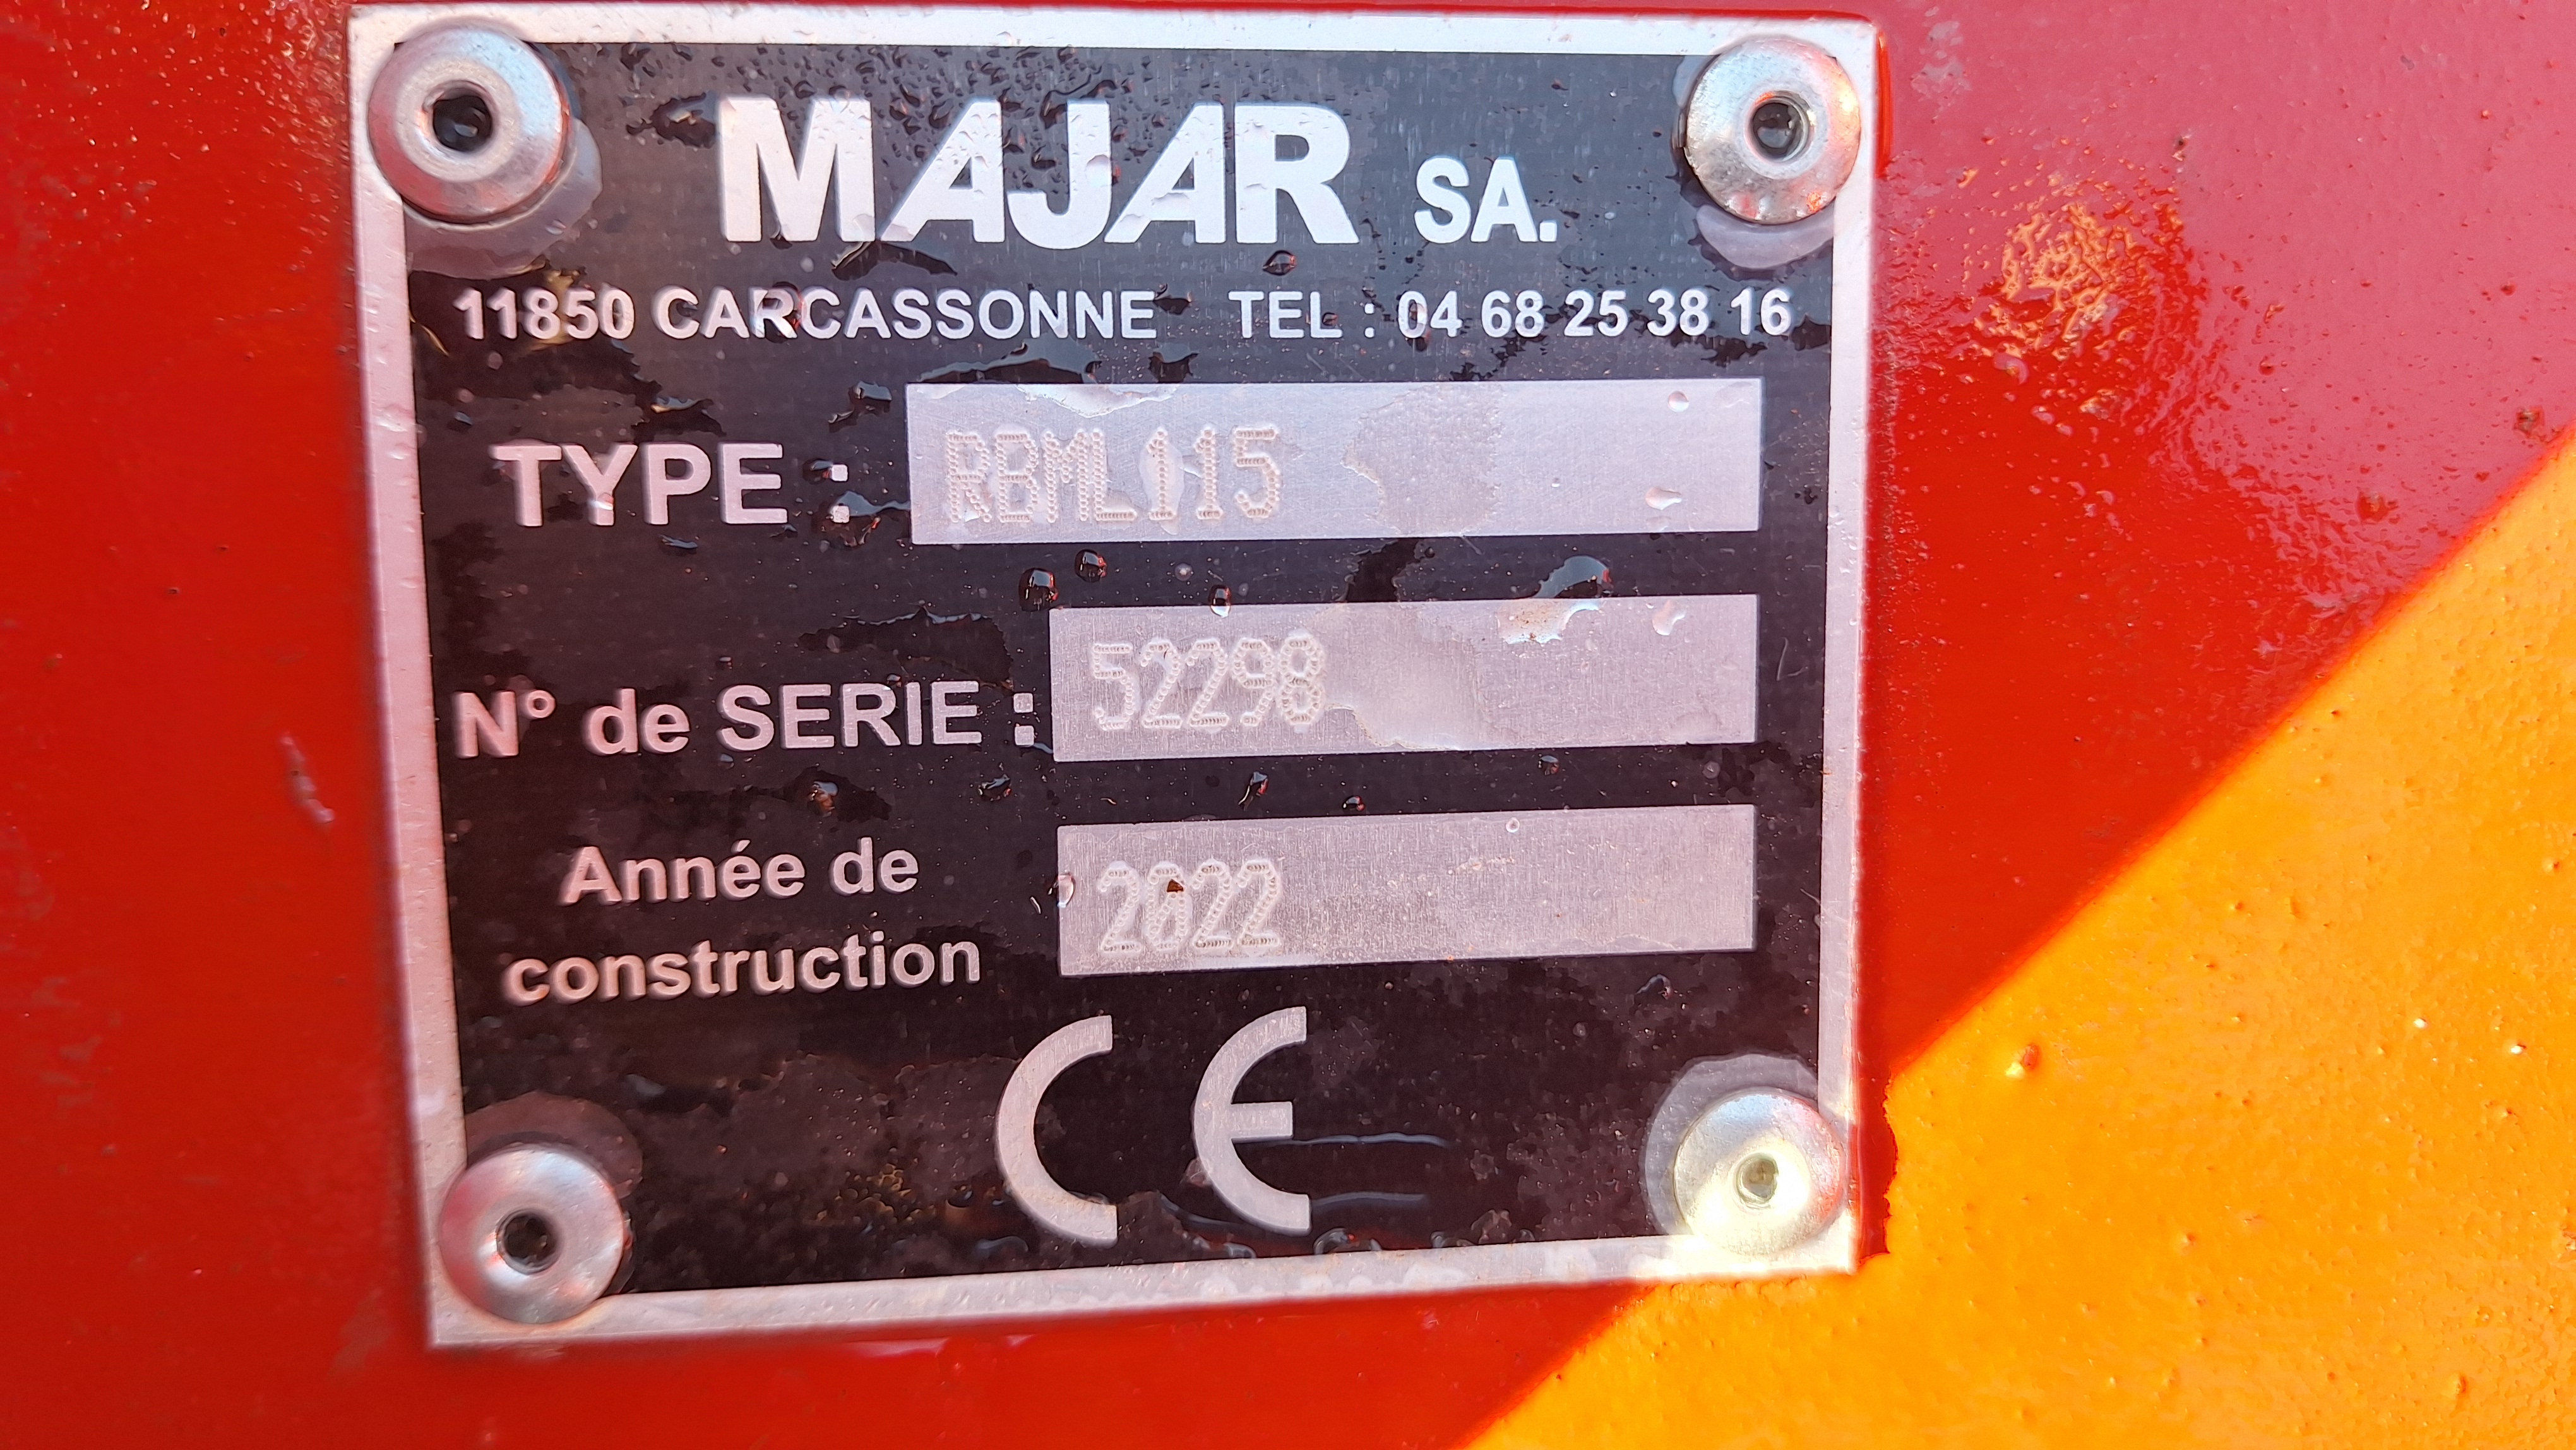 MAJAR SA.
11850 CARCASSONNE TEL : 04 68 25 38 16
TYPE : RBML115
N° de SERIE : 52298
Année de
construction 2022
CE